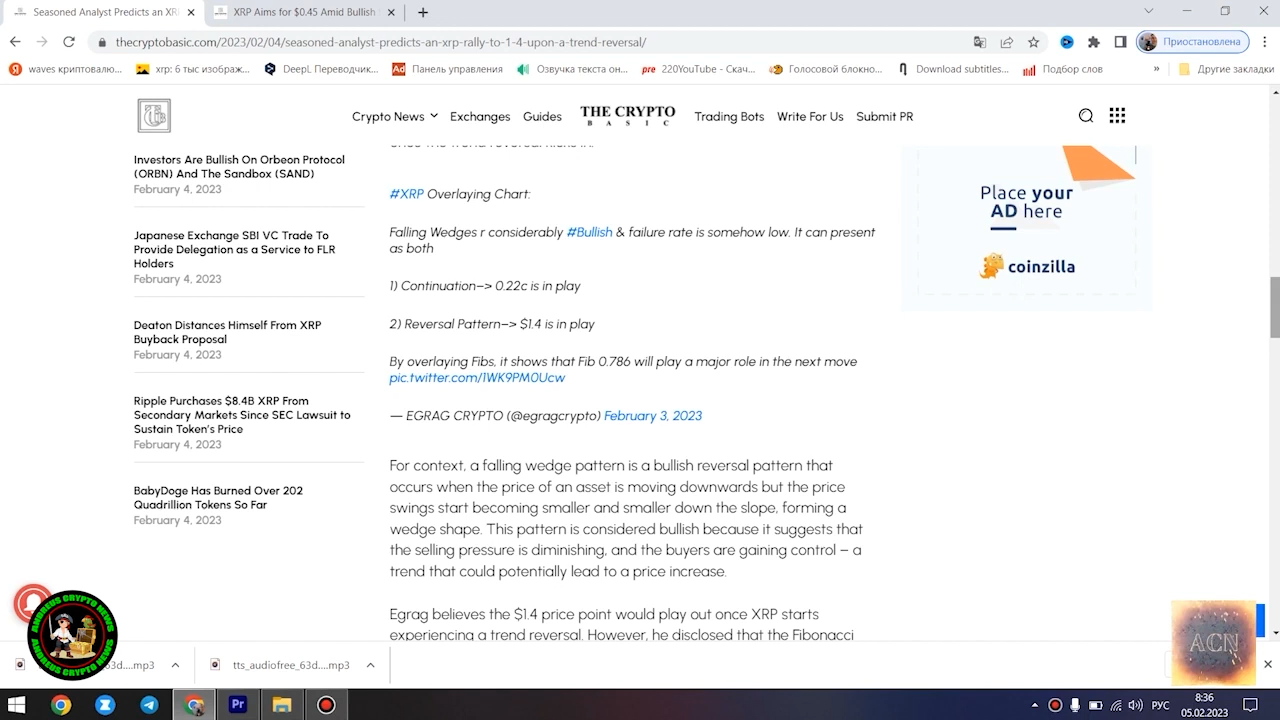 Seasoned Analyst Predicts an XR
XRP Aims for $0.45 Amid Bullish
thecryptobasic.com/2023/02/04/seasoned-analyst-predicts-an-xrp-rally-to-1-4-upon-a-trend-reversal/
Приостановлена
waves криптовалю...
xrp: 6 тыс изображ...
DeepL Переводчик...
Ad Панель управления
Озвучка текста он...
pre 220YouTube - Скач...
Голосовой блокно...
Download subtitles...
Подбор слов
»
Другие закладки
Crypto News
Exchanges
Guides
THE CRYPTO
BASIC
Trading Bots
Write For Us
Submit PR
Investors Are Bullish On Orbeon Protocol
(ORBN) And The Sandbox (SAND)
February 4, 2023
Japanese Exchange SBI VC Trade To
Provide Delegation as a Service to FLR
Holders
February 4, 2023
Deaton Distances Himself From XRP
Buyback Proposal
February 4, 2023
Ripple Purchases $8.4B XRP From
Secondary Markets Since SEC Lawsuit to
Sustain Token's Price
February 4, 2023
BabyDoge Has Burned Over 202
Quadrillion Tokens So Far
February 4, 2023
#XRP Overlaying Chart:
Falling Wedges r considerably #Bullish & failure rate is somehow low. It can present
as both
1) Continuation–> 0.22c is in play
2) Reversal Pattern–> $1.4 is in play
By overlaying Fibs, it shows that Fib 0.786 will play a major role in the next move
pic.twitter.com/1WK9PM0Ucw
— EGRAG CRYPTO (@egragcrypto) February 3, 2023
For context, a falling wedge pattern is a bullish reversal pattern that
occurs when the price of an asset is moving downwards but the price
swings start becoming smaller and smaller down the slope, forming a
wedge shape. This pattern is considered bullish because it suggests that
the selling pressure is diminishing, and the buyers are gaining control – a
trend that could potentially lead to a price increase.
Egrag believes the $1.4 price point would play out once XRP starts
experiencing a trend reversal. However, he disclosed that the Fibonacci
Place your
AD here
coinzilla
ANDREUS CRYPTO NEWS
ANDREUS CRYPTO NEWS
ACN
63d....mp3
tts_audiofree_63d....mp3
Pr
РУС
8:36
05.02.2023